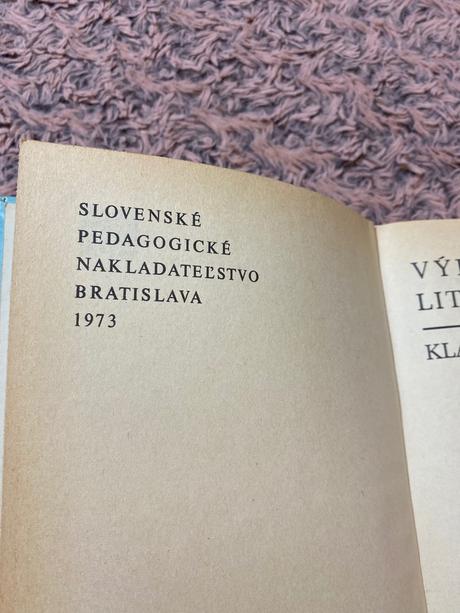 SLOVENSKÉ
PEDAGOGICKÉ
NAKLADATEĽSTVO
BRATISLAVA
1973